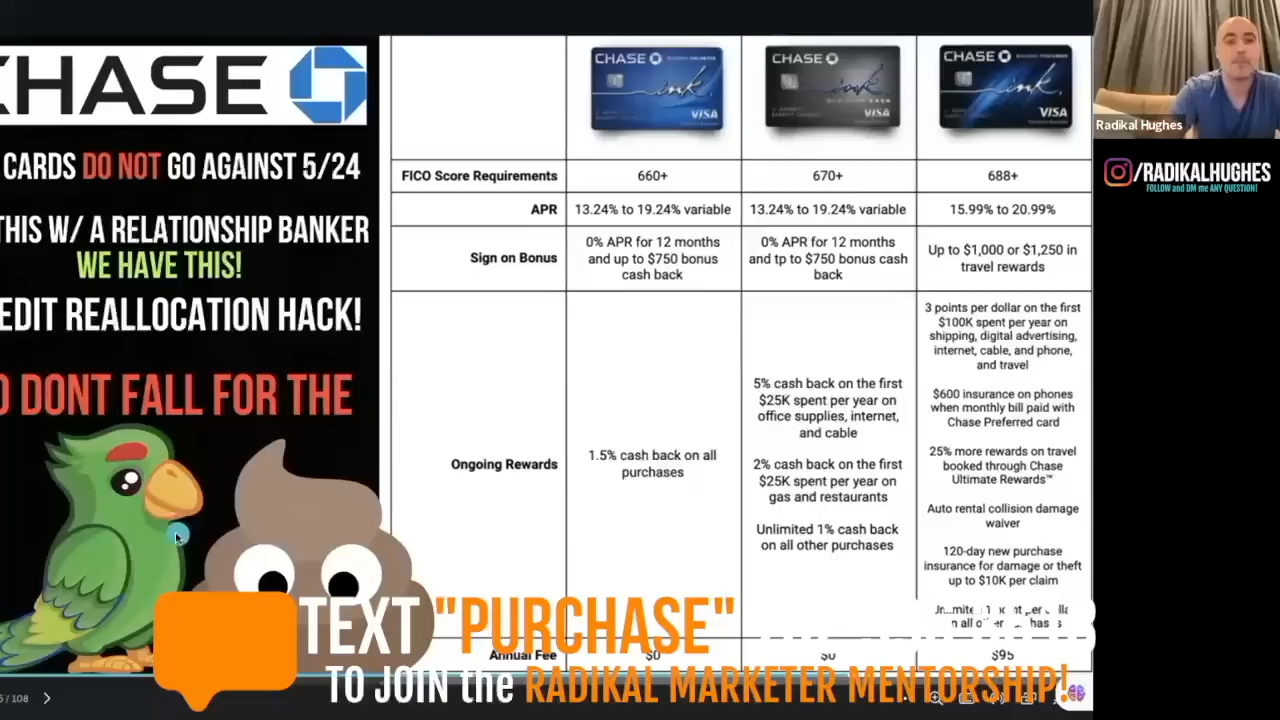 CHASE
CARDS DO NOT GO AGAINST 5/24
THIS W/ A RELATIONSHIP BANKER
WE HAVE THIS!
EDIT REALLOCATION HACK!
DONT FALL FOR THE
CHASE
ink
VISA
CHASE
ink
BUSINESS CASH
VISA
CHASE
ink
VISA
FICO Score Requirements
660+
670+
688+
APR
13.24% to 19.24% variable
13.24% to 19.24% variable
15.99% to 20.99%
Sign on Bonus
0% APR for 12 months
and up to $750 bonus
cash back
0% APR for 12 months
and tp to $750 bonus cash
back
Up to $1,000 or $1,250 in
travel rewards
Ongoing Rewards
1.5% cash back on all
purchases
5% cash back on the first
$25K spent per year on
office supplies, internet,
and cable
2% cash back on the first
$25K spent per year on
gas and restaurants
Unlimited 1% cash back
on all other purchases
3 points per dollar on the first
$100K spent per year on
shipping, digital advertising,
internet, cable, and phone,
and travel
$600 insurance on phones
when monthly bill paid with
Chase Preferred card
25% more rewards on travel
booked through Chase
Ultimate Rewards™
Auto rental collision damage
waiver
120-day new purchase
insurance for damage or theft
up to $10K per claim
Annual Fee
$0
$0
$95
Radikal Hughes
/RADIKALHUGHES
FOLLOW and DM me ANY QUESTION!
TEXT "PURCHASE"
TO JOIN the RADIKAL MARKETER MENTORSHIP!
/ 108